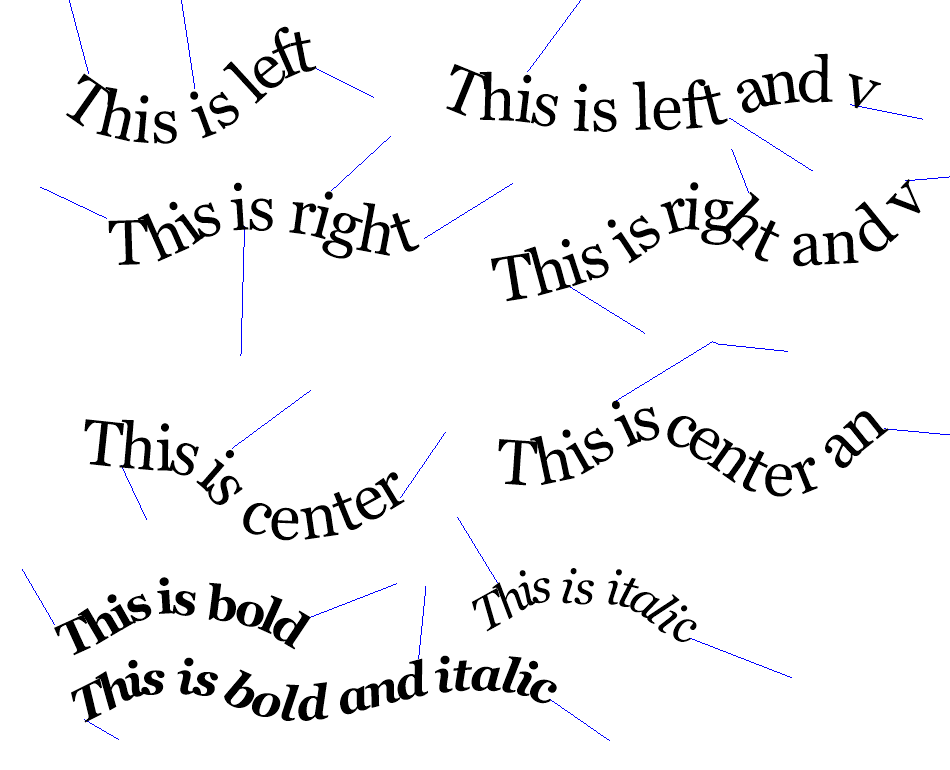 This is left
This is left and v
This is right
This is right and v
This is center
This is center an
This is bold
This is italic
This is bold and italic